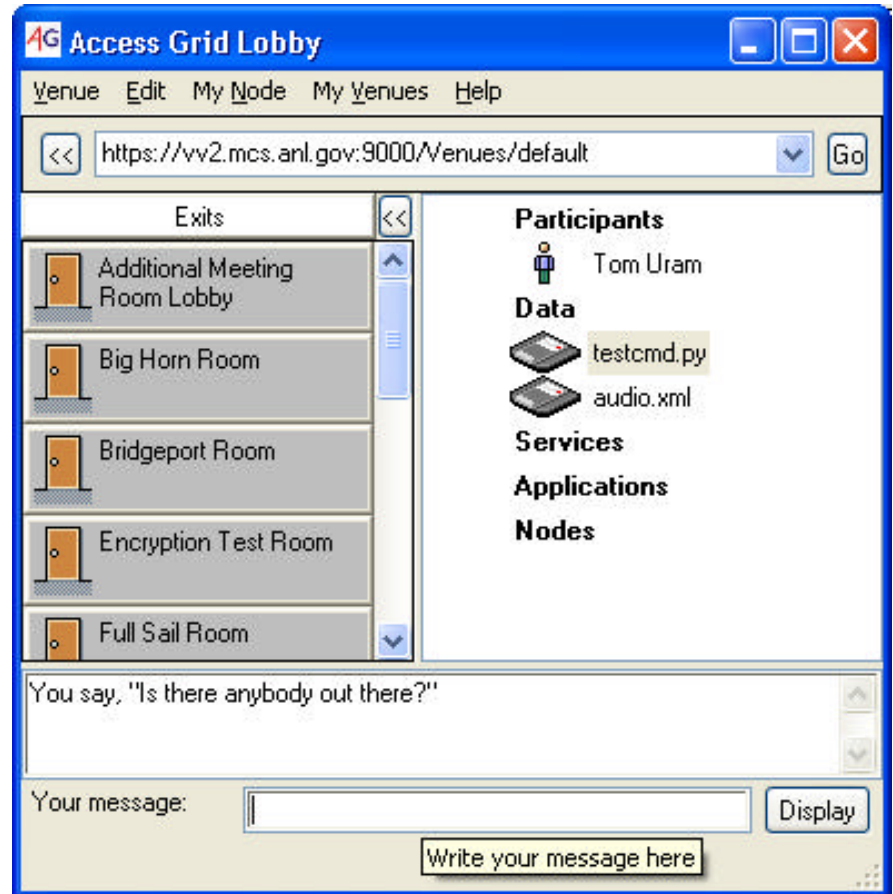 AG Access Grid Lobby
Venue Edit My Node My Venues Help
<< https://vv2.mcs.anl.gov:9000/Venues/default Go
Exits <<
Additional Meeting
Room Lobby
Big Horn Room
Bridgeport Room
Encryption Test Room
Full Sail Room
Participants
Tom Uram
Data
testcmd.py
audio.xml
Services
Applications
Nodes
You say, "Is there anybody out there?"
Your message: Display
Write your message here